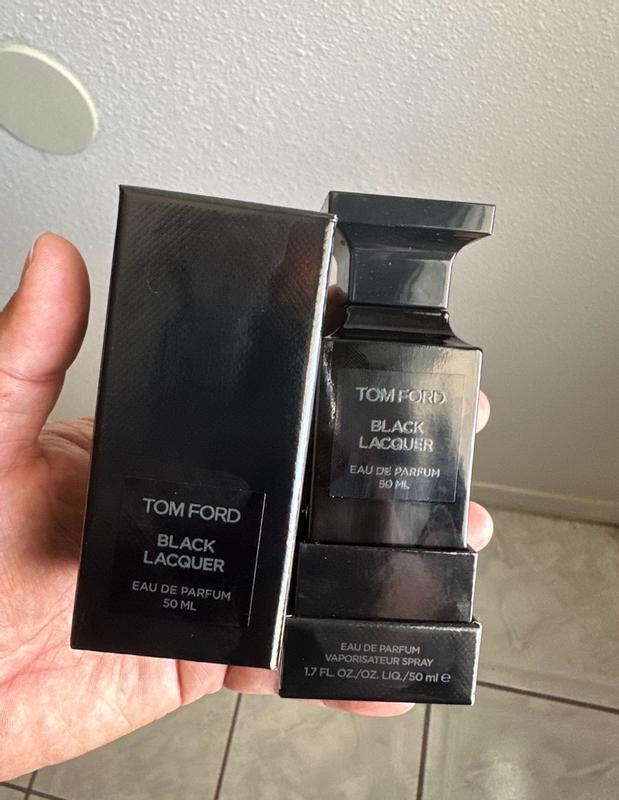 TOM FORD
BLACK
LACQUER
EAU DE PARFUM
50 ML
TOM FORD
BLACK
LACQUER
EAU DE PARFUM
50 ML
EAU DE PARFUM
VAPORISATEUR SPRAY
1.7 FL. OZ./OZ. LIQ./50 ml ℮